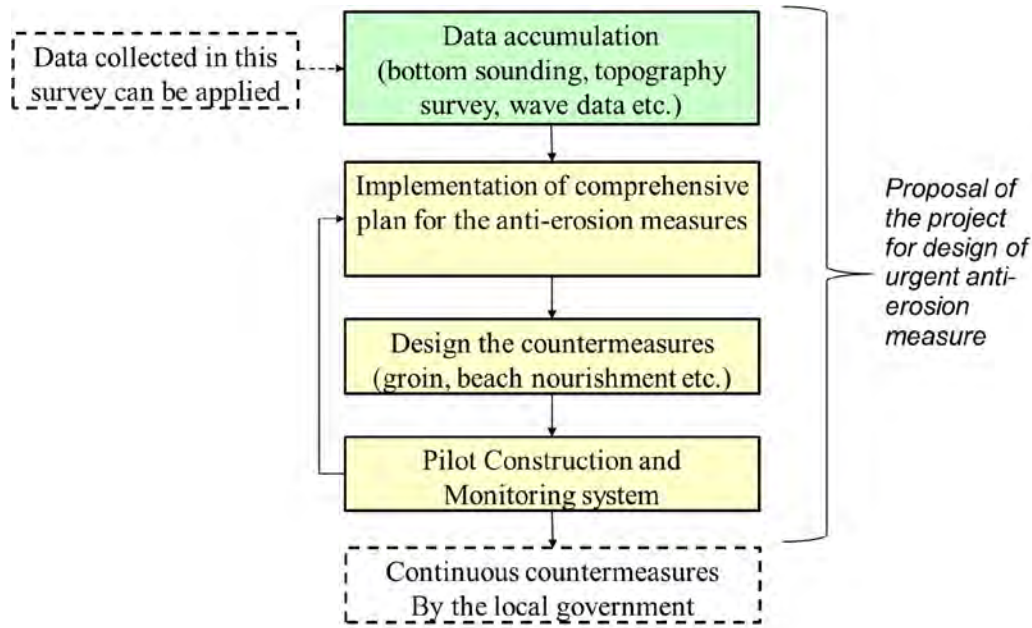 Data collected in this
survey can be applied
Data accumulation
(bottom sounding, topography
survey, wave data etc.)
Implementation of comprehensive
plan for the anti-erosion measures
Design the countermeasures
(groin, beach nourishment etc.)
Pilot Construction and
Monitoring system
Continuous countermeasures
By the local government
Proposal of
the project
for design of
urgent anti-
erosion
measure